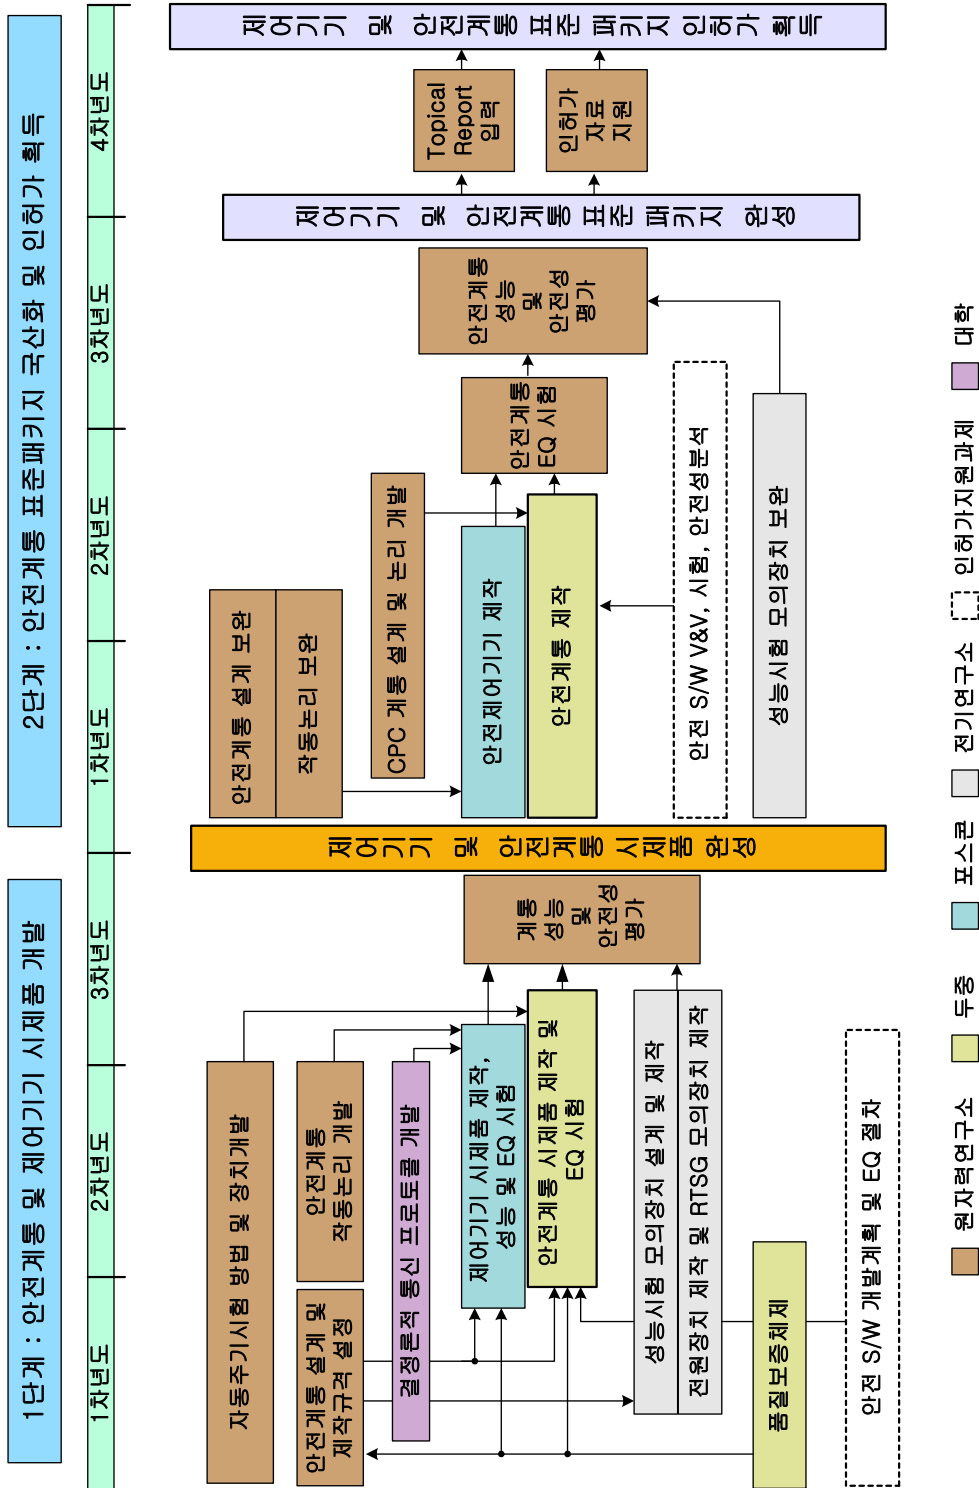 1단계 : 안전계통 및 제어기기 시제품 개발
2단계 : 안전계통 표준패키지 국산화 및 인허가 획득
1차년도
2차년도
3차년도
1차년도
2차년도
3차년도
4차년도
자동주기시험 방법 및 장치개발
안전계통 설계 및
제작규격 설정
안전계통
작동논리 개발
결정론적 통신 프로토콜 개발
제어기기 시제품 제작,
성능 및 EQ 시험
안전계통 시제품 제작 및
EQ 시험
성능시험 모의장치 설계 및 제작
전원장치 제작 및 RTSG 모의장치 제작
품질보증체제
안전 S/W 개발계획 및 EQ 절차
계통
성능
및
안전성
평가
제어기기 및 안전계통 시제품 완성
안전계통 설계 보완
작동논리 보완
CPC 계통 설계 및 논리 개발
안전제어기기 제작
안전계통 제작
안전 S/W V&V, 시험, 안전성분석
성능시험 모의장치 보완
안전계통
EQ 시험
안전계통
성능
및
안전성
평가
제어기기 및 안전계통 표준 패키지 완성
Topical
Report
입력
인허가
자료
지원
제어기기 및 안전계통 표준 패키지 인허가 획득
원자력연구소
두중
포스콘
전기연구소
인허가지원과제
대학